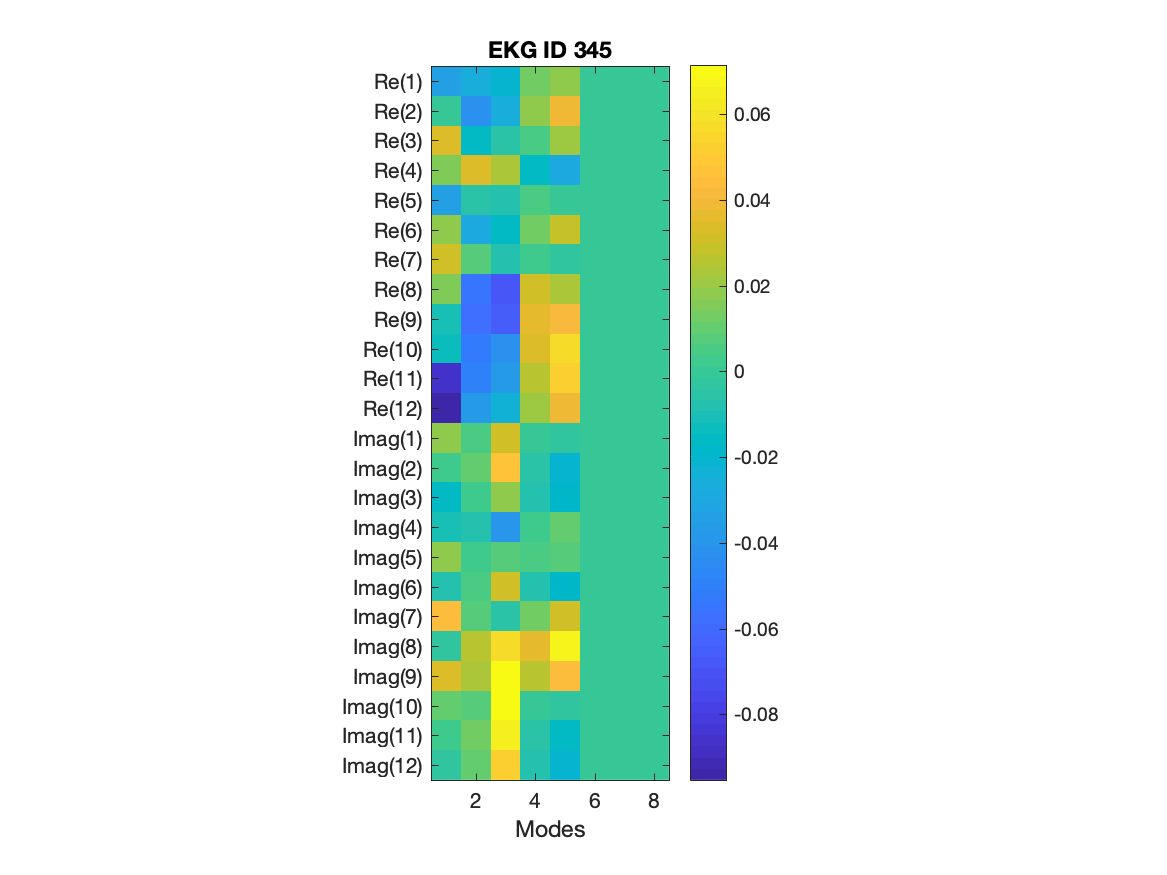 EKG ID 345
Re(1)
Re(2)
Re(3)
Re(4)
Re(5)
Re(6)
Re(7)
Re(8)
Re(9)
Re(10)
Re(11)
Re(12)
Imag(1)
Imag(2)
Imag(3)
Imag(4)
Imag(5)
Imag(6)
Imag(7)
Imag(8)
Imag(9)
Imag(10)
Imag(11)
Imag(12)
2 4 6 8
Modes
0.06
0.04
0.02
0
-0.02
-0.04
-0.06
-0.08